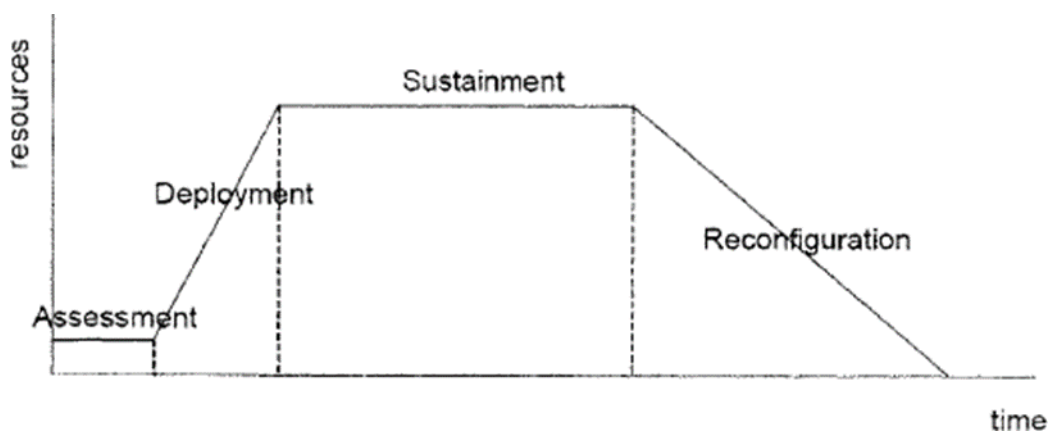 resources
Sustainment
Deployment
Reconfiguration
Assessment
time